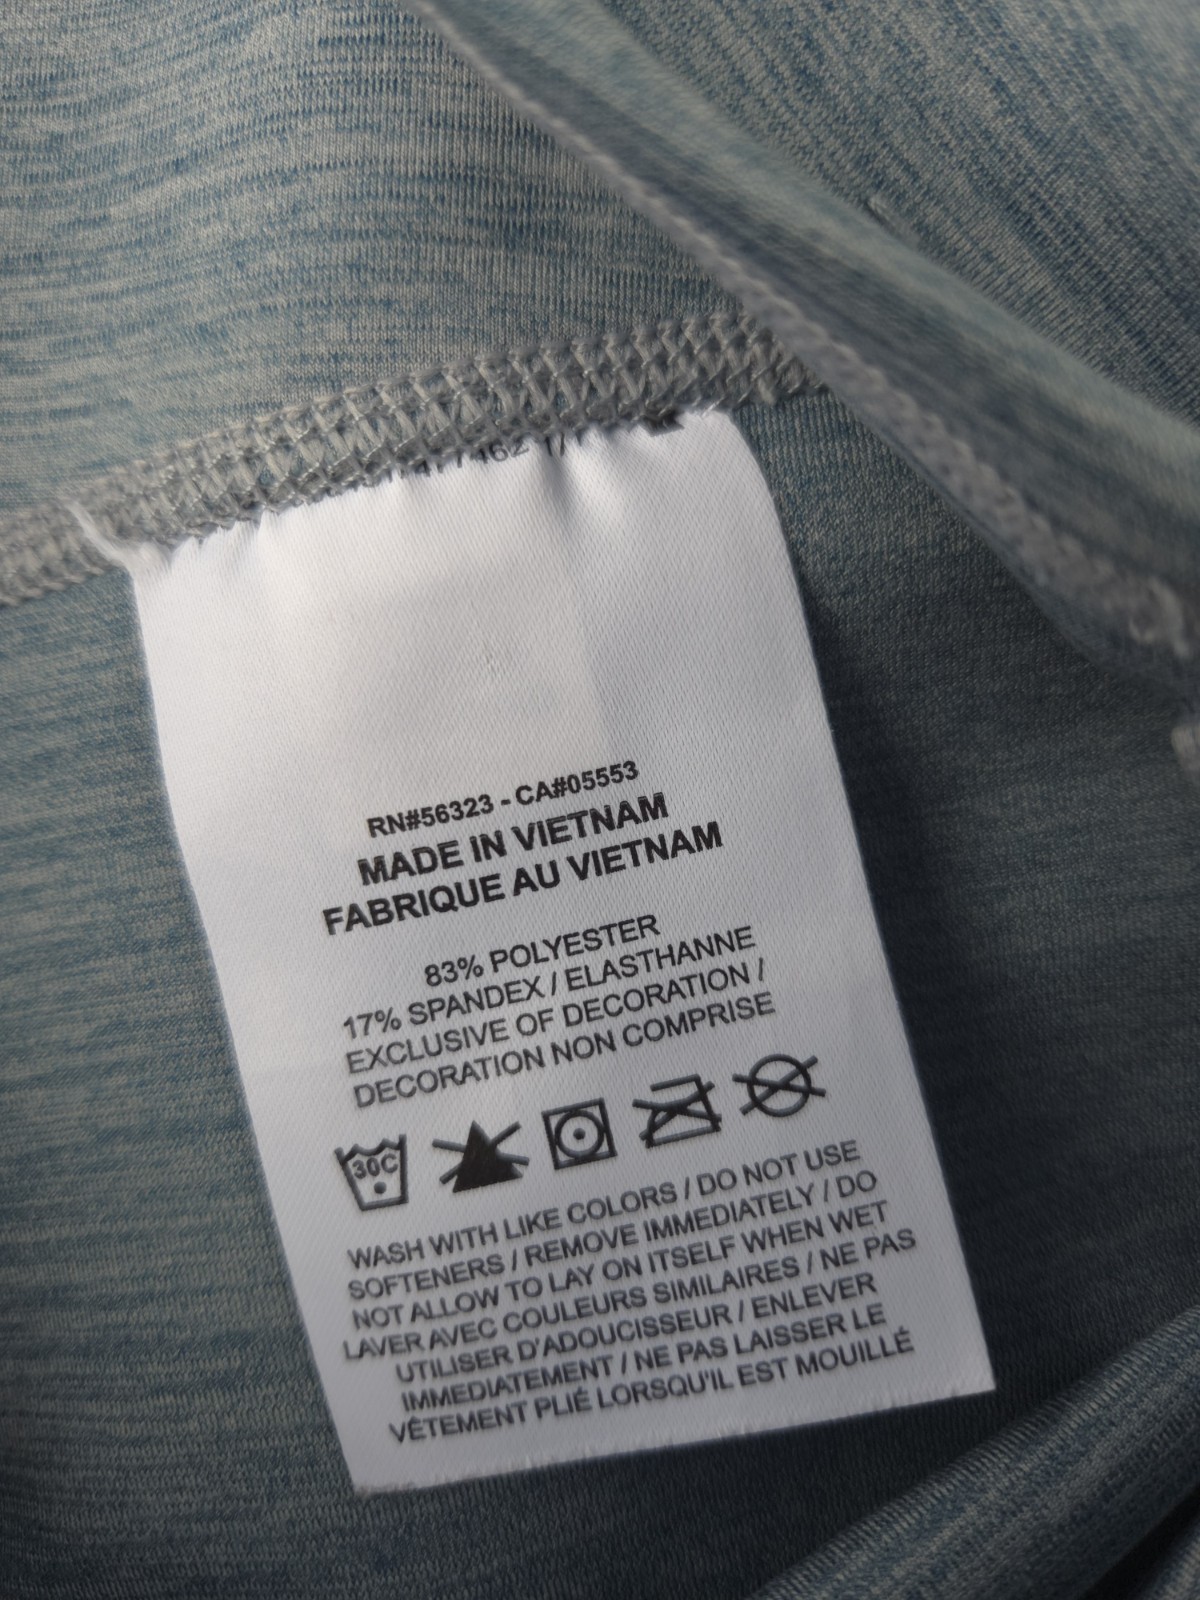 RN#56323 - CA#05553
MADE IN VIETNAM
FABRIQUE AU VIETNAM
83% POLYESTER
17% SPANDEX / ELASTHANNE
EXCLUSIVE OF DECORATION /
DECORATION NON COMPRISE
30C
WASH WITH LIKE COLORS / DO NOT USE
SOFTENERS / REMOVE IMMEDIATELY / DO
NOT ALLOW TO LAY ON ITSELF WHEN WET
LAVER AVEC COULEURS SIMILAIRES / NE PAS
UTILISER D'ADOUCISSEUR / ENLEVER
IMMEDIATEMENT / NE PAS LAISSER LE
VÊTEMENT PLIÉ LORSQU'IL EST MOUILLÉ